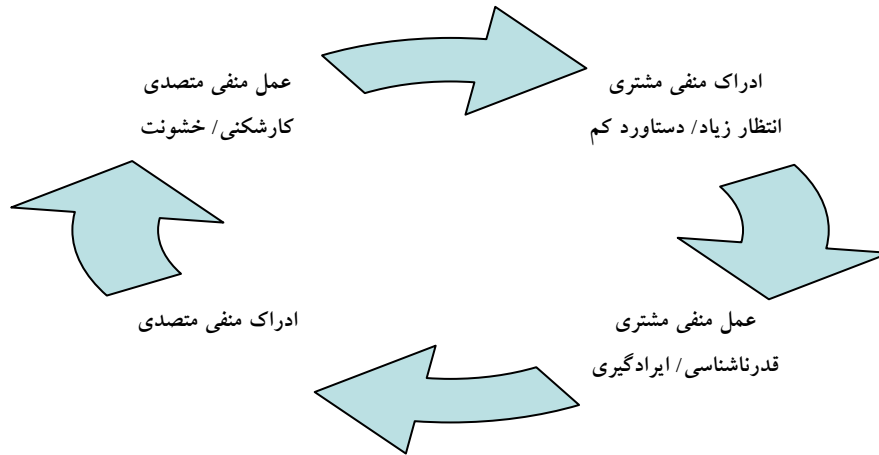 ادراک منفی مشتری
انتظار زیاد/ دستاورد کم
عمل منفی مشتری
قدرناشناسی/ ایرادگیری
ادراک منفی متصدی
عمل منفی متصدی
کارشکنی/ خشونت